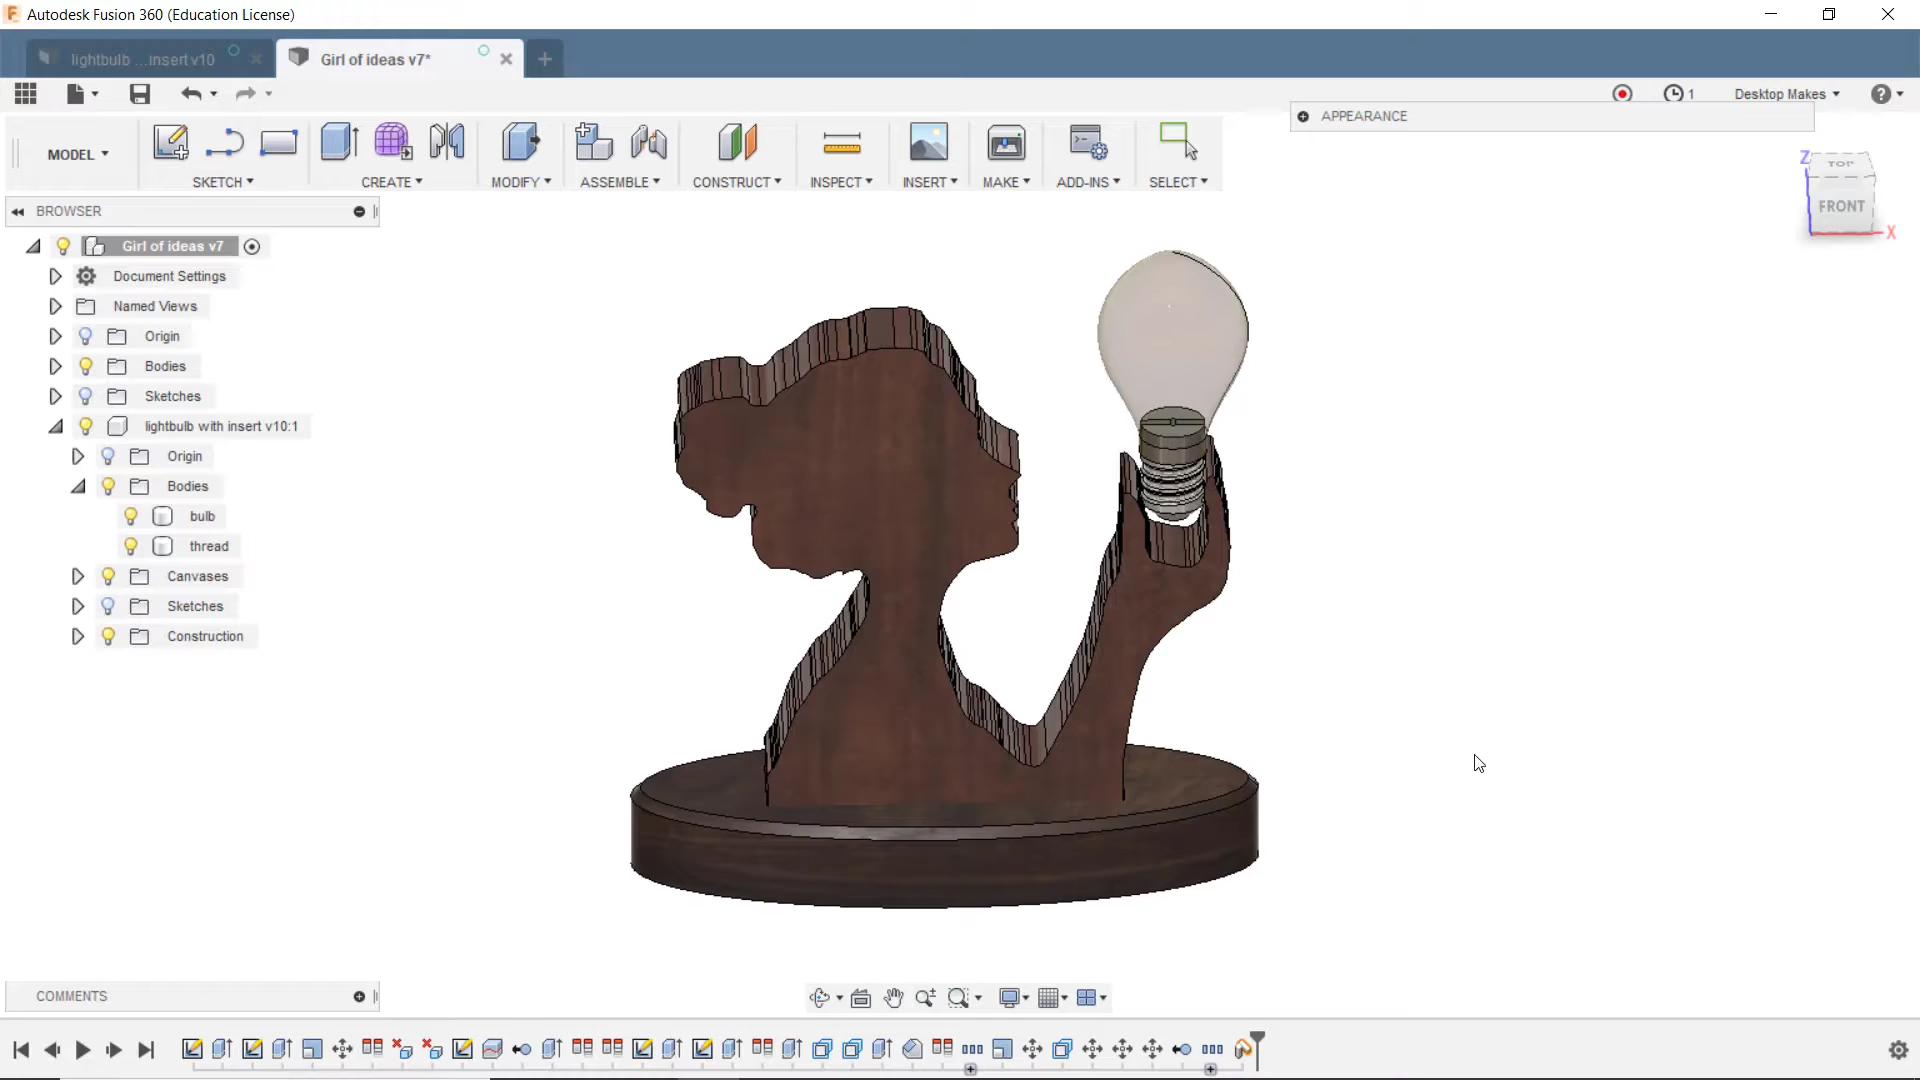 Autodesk Fusion 360 (Education License)
lightbulb ...insert v10
Girl of ideas v7*
1
Desktop Makes
APPEARANCE
MODEL
SKETCH
CREATE
MODIFY
ASSEMBLE
CONSTRUCT
INSPECT
INSERT
MAKE
ADD-INS
SELECT
Z
TOP
FRONT
X
BROWSER
Girl of ideas v7
Document Settings
Named Views
Origin
Bodies
Sketches
lightbulb with insert v10:1
Origin
Bodies
bulb
thread
Canvases
Sketches
Construction
COMMENTS